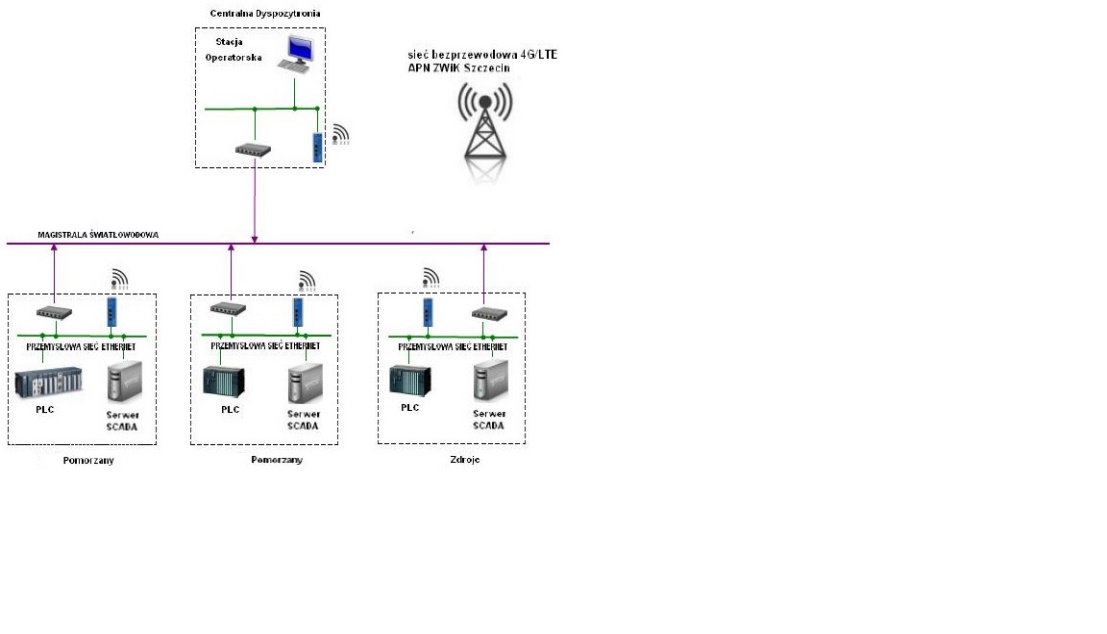 Centralna Dyspozytronia
Stacja
Operatorska
sieć bezprzewodowa 4G/LTE
APN ZWiK Szczecin
MAGISTRALA ŚWIATŁOWODOWA
PRZEMYSŁOWA SIEĆ ETHERNET
PLC
Serwer
SCADA
Pomorzany
PRZEMYSŁOWA SIEĆ ETHERNET
PLC
Serwer
SCADA
Pomorzany
PRZEMYSŁOWA SIEĆ ETHERNET
PLC
Serwer
SCADA
Zdroje